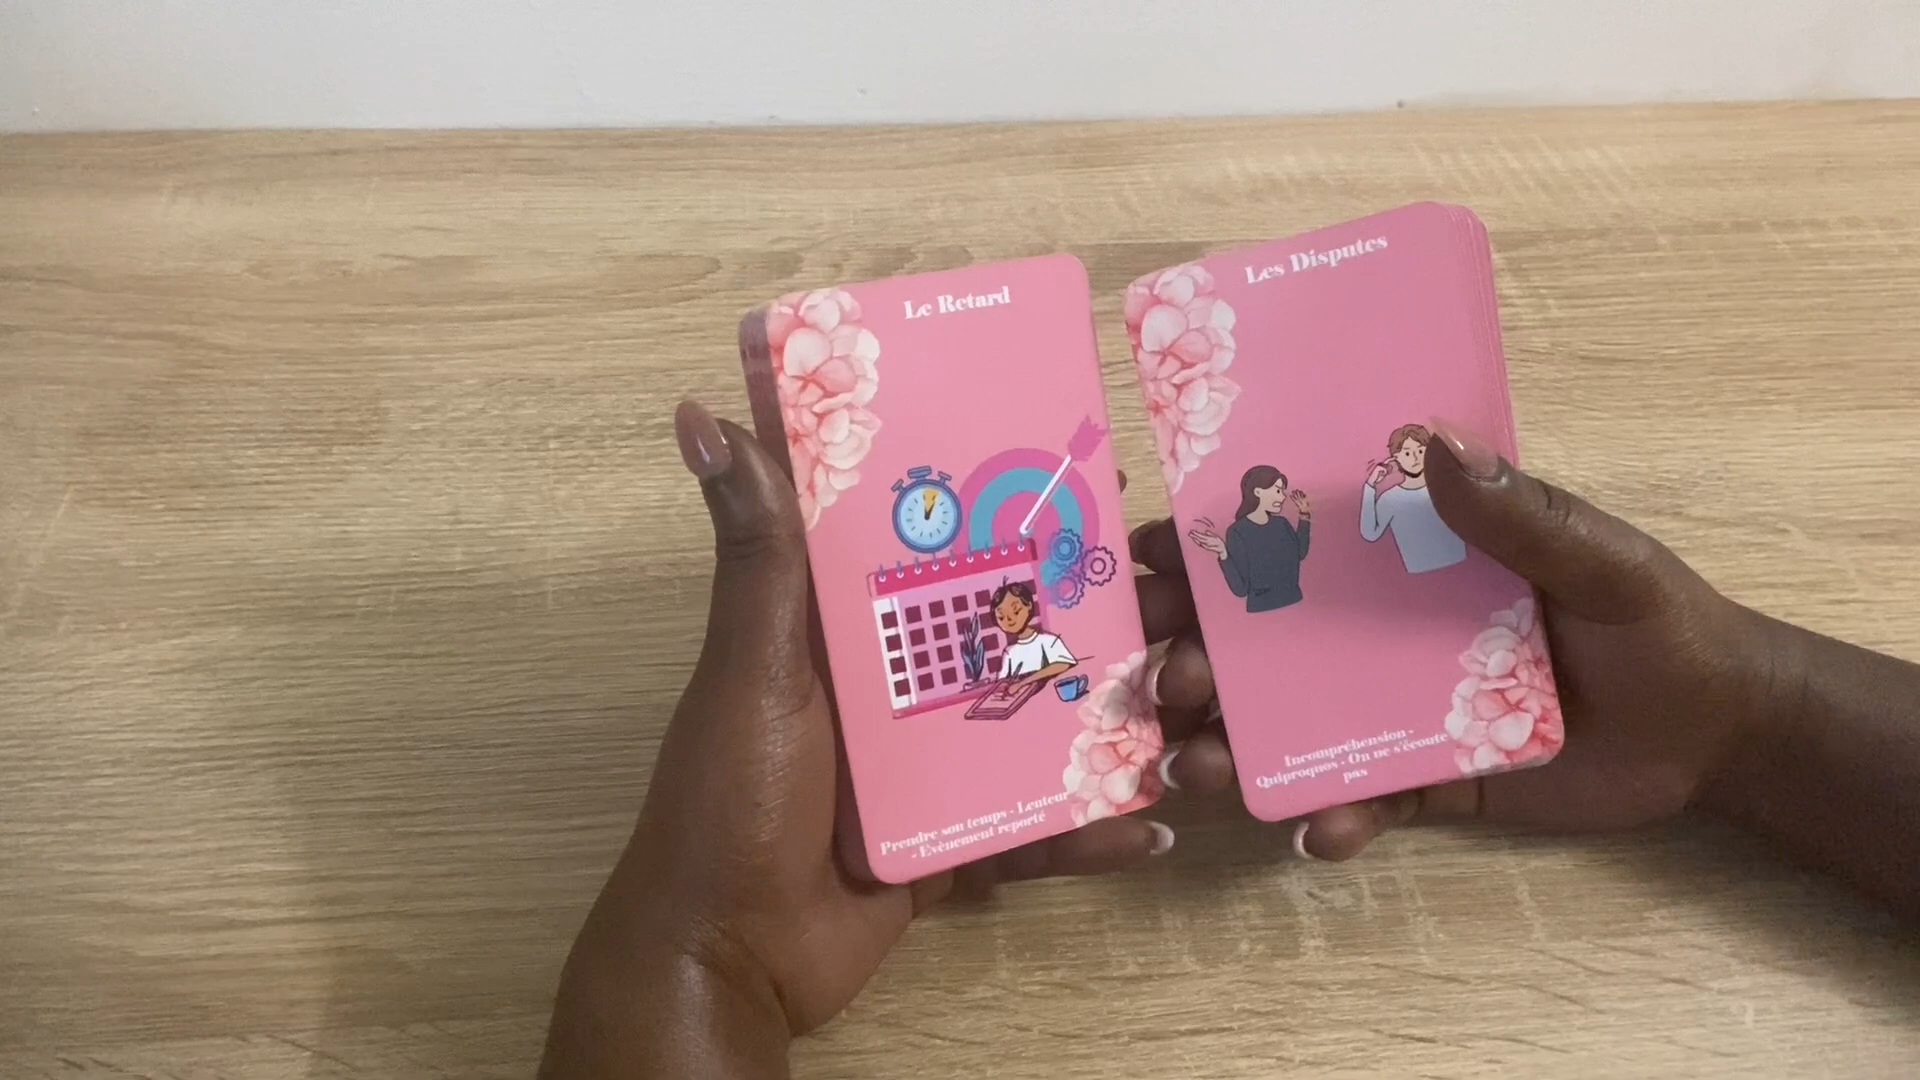 Le Retard
Prendre son temps - Lenteur
- Evènement reporté
Les Disputes
Incompréhension -
Quiproquos - On ne s'écoute
pas